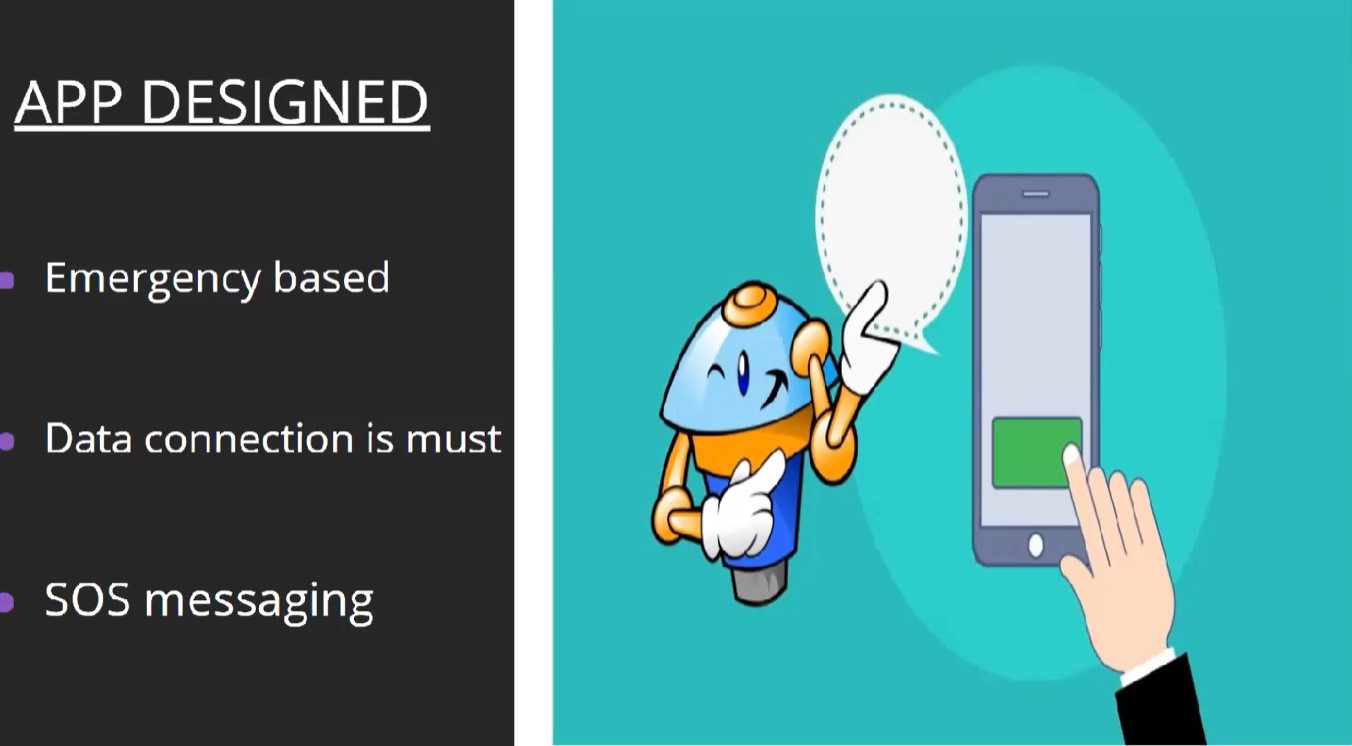 APP DESIGNED
Emergency based
Data connection is must
SOS messaging